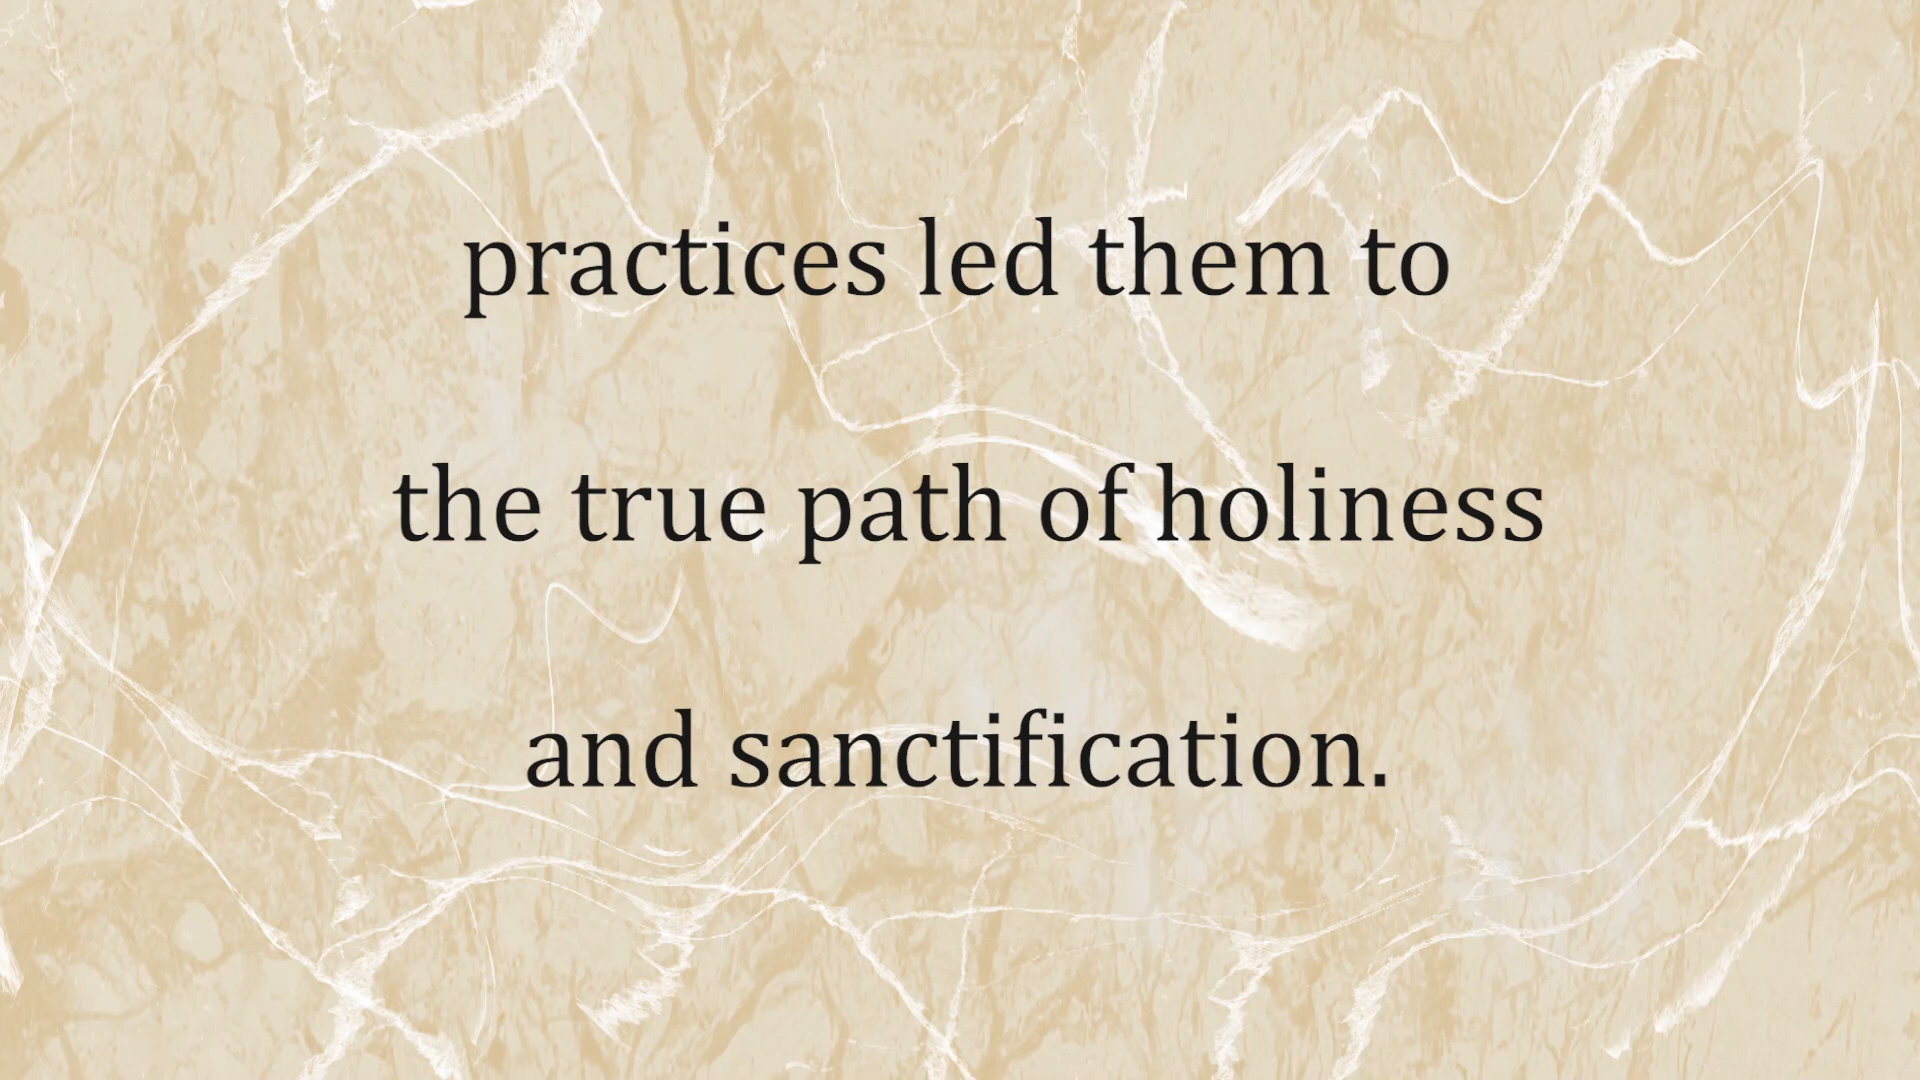 practices led them to
the true path of holiness
and sanctification.